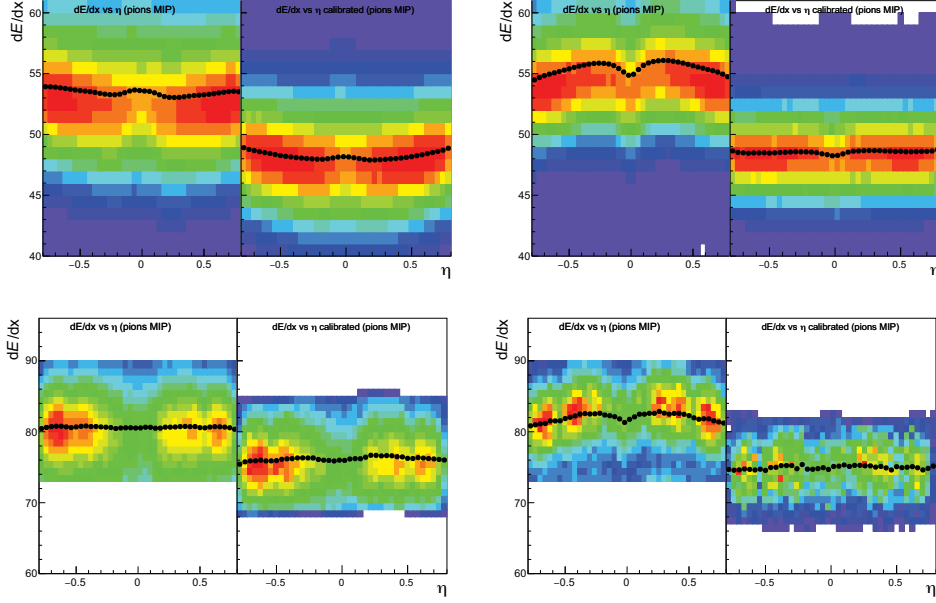 dE/dx vs η (pions MIP)
dE/dx vs η calibrated (pions MIP)
dE/dx
60
55
50
45
40
−0.5 0 0.5 −0.5 0 0.5
η
dE/dx vs η (pions MIP)
dE/dx vs η calibrated (pions MIP)
dE/dx
60
55
50
45
40
−0.5 0 0.5 −0.5 0 0.5
η
dE/dx vs η (pions MIP)
dE/dx vs η calibrated (pions MIP)
dE/dx
90
80
70
60
−0.5 0 0.5 −0.5 0 0.5
η
dE/dx vs η (pions MIP)
dE/dx vs η calibrated (pions MIP)
dE/dx
90
80
70
60
−0.5 0 0.5 −0.5 0 0.5
η